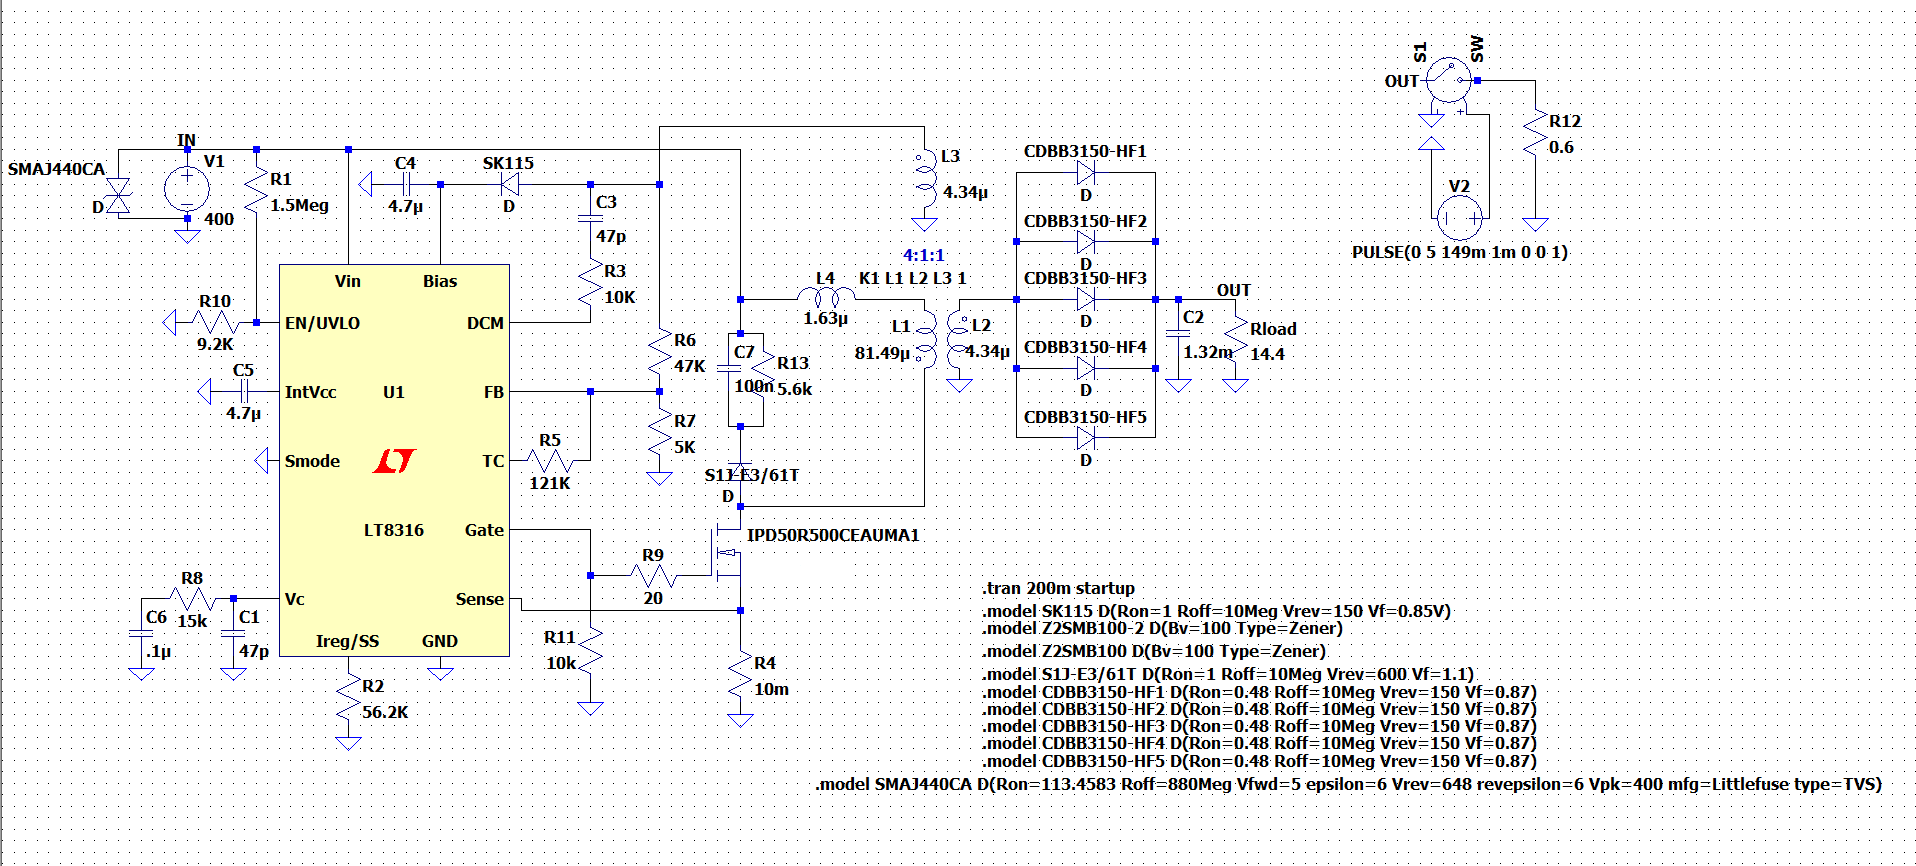 S1
SW
OUT
R12
0.6
V2
PULSE(0 5 149m 1m 0 0 1)
IN
SMAJ440CA
D
V1
400
R1
1.5Meg
C4
4.7µ
SK115
D
C3
47p
R3
10K
L3
4.34µ
4:1:1
K1 L1 L2 L3 1
L4
1.63µ
L1
81.49µ
L2
4.34µ
CDBB3150-HF1
D
CDBB3150-HF2
D
CDBB3150-HF3
D
CDBB3150-HF4
D
CDBB3150-HF5
D
OUT
C2
1.32m
Rload
14.4
Vin
Bias
R10
9.2K
EN/UVLO
DCM
R6
47K
C7
100n
R13
5.6k
C5
4.7µ
IntVcc
U1
FB
R7
5K
Smode
TC
R5
121K
S1J-E3/61T
D
LT8316
Gate
IPD50R500CEAUMA1
R9
20
R8
15k
Vc
Sense
C6
.1µ
C1
47p
Ireg/SS
GND
R11
10k
R4
10m
R2
56.2K
.tran 200m startup
.model SK115 D(Ron=1 Roff=10Meg Vrev=150 Vf=0.85V)
.model Z2SMB100-2 D(Bv=100 Type=Zener)
.model Z2SMB100 D(Bv=100 Type=Zener)
.model S1J-E3/61T D(Ron=1 Roff=10Meg Vrev=600 Vf=1.1)
.model CDBB3150-HF1 D(Ron=0.48 Roff=10Meg Vrev=150 Vf=0.87)
.model CDBB3150-HF2 D(Ron=0.48 Roff=10Meg Vrev=150 Vf=0.87)
.model CDBB3150-HF3 D(Ron=0.48 Roff=10Meg Vrev=150 Vf=0.87)
.model CDBB3150-HF4 D(Ron=0.48 Roff=10Meg Vrev=150 Vf=0.87)
.model CDBB3150-HF5 D(Ron=0.48 Roff=10Meg Vrev=150 Vf=0.87)
.model SMAJ440CA D(Ron=113.4583 Roff=880Meg Vfwd=5 epsilon=6 Vrev=648 revepsilon=6 Vpk=400 mfg=Littlefuse type=TVS)